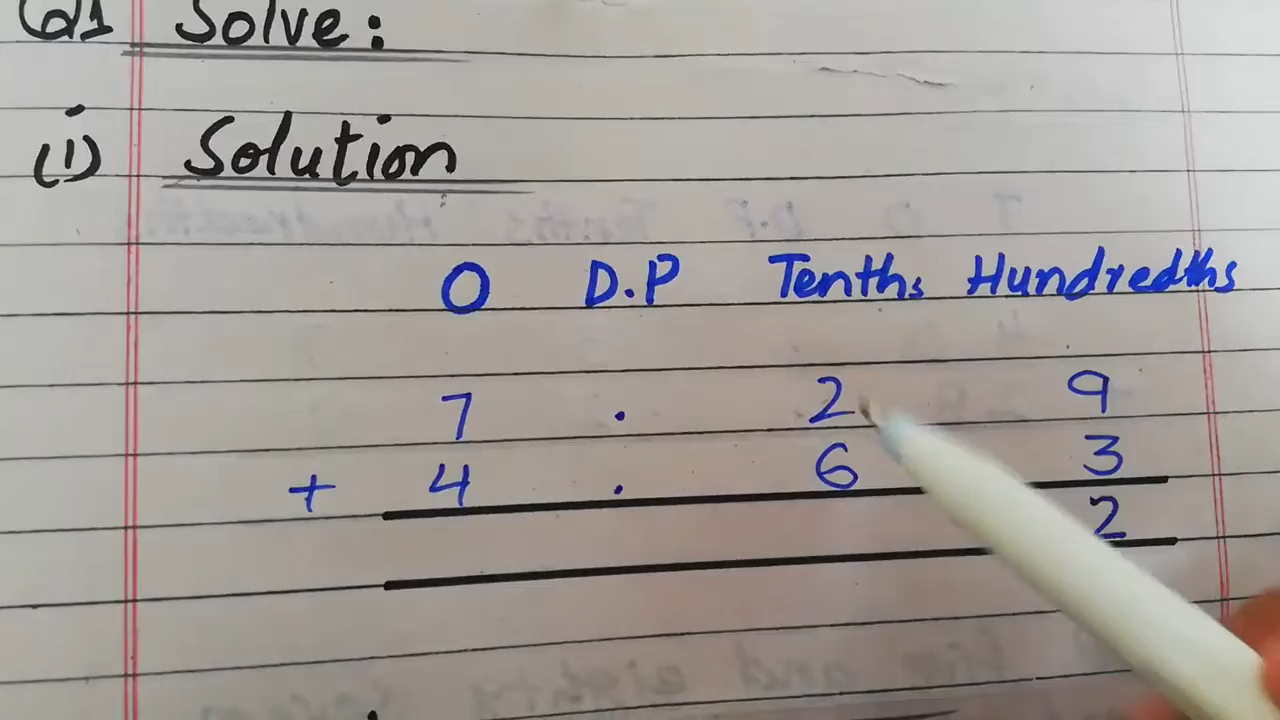 Q1 Solve:
(i) Solution
O D.P Tenths Hundredths
7 . 2 9
+ 4 . 6 3
2